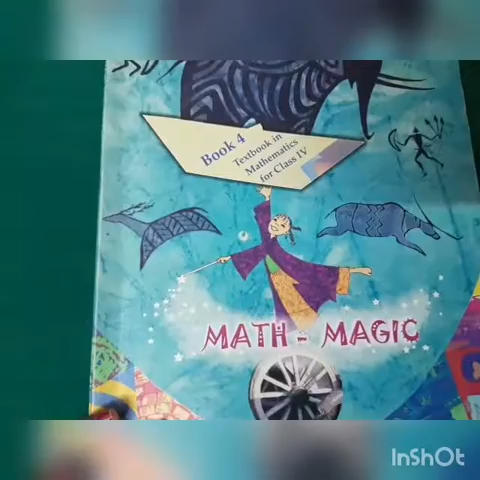 Book 4
Textbook in
Mathematics
for Class IV
MATH - MAGIC
InShOt